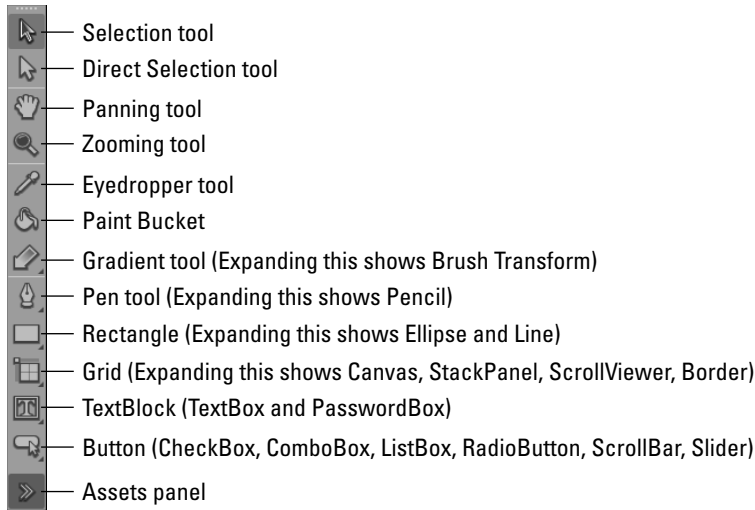 Selection tool
Direct Selection tool
Panning tool
Zooming tool
Eyedropper tool
Paint Bucket
Gradient tool (Expanding this shows Brush Transform)
Pen tool (Expanding this shows Pencil)
Rectangle (Expanding this shows Ellipse and Line)
Grid (Expanding this shows Canvas, StackPanel, ScrollViewer, Border)
TextBlock (TextBox and PasswordBox)
Button (CheckBox, ComboBox, ListBox, RadioButton, ScrollBar, Slider)
Assets panel